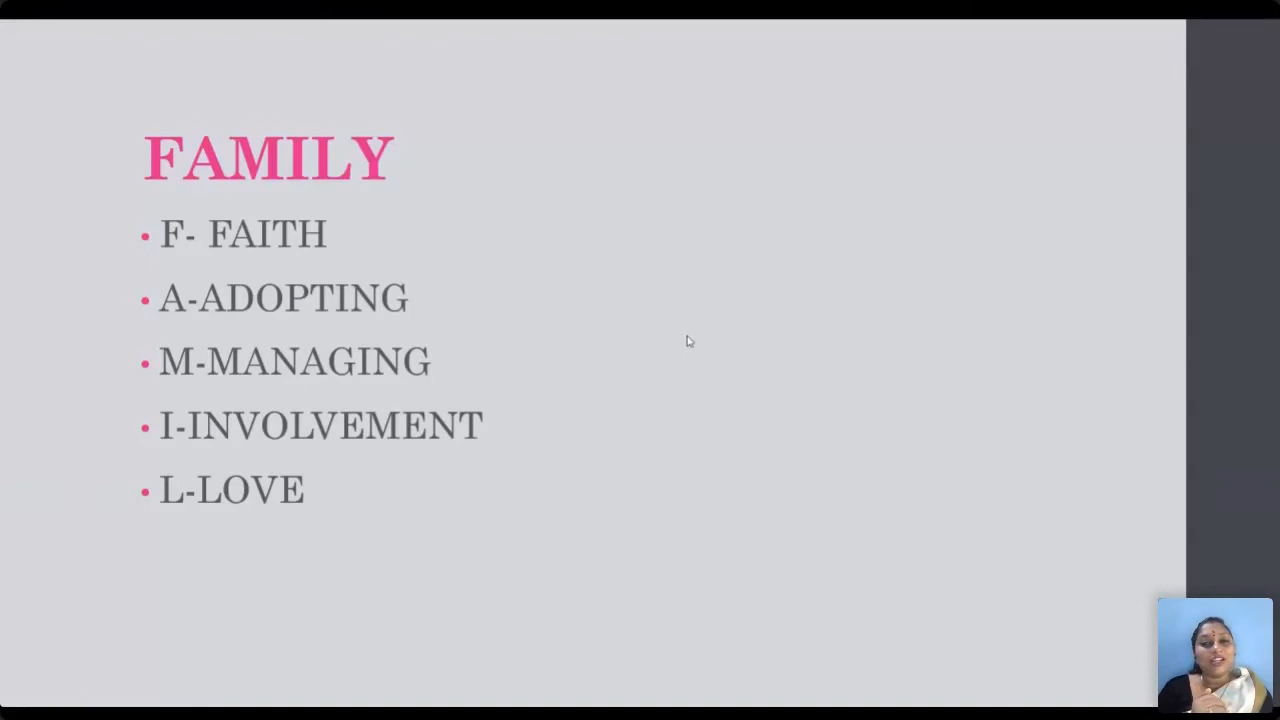 FAMILY
• F- FAITH
• A-ADOPTING
• M-MANAGING
• I-INVOLVEMENT
• L-LOVE